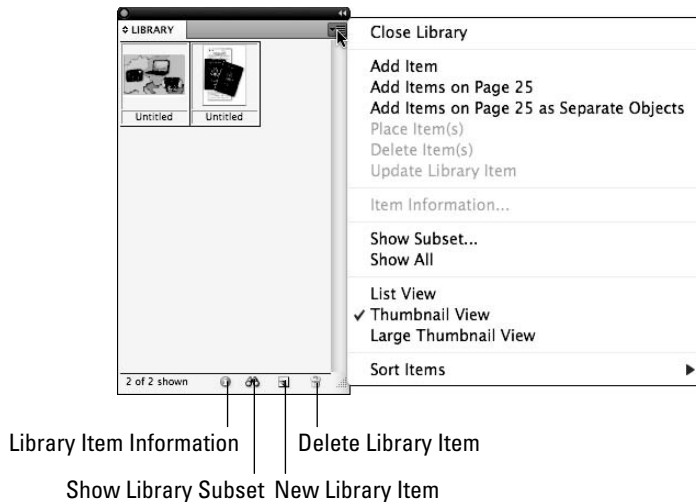 LIBRARY
Untitled
Untitled
2 of 2 shown
Close Library
Add Item
Add Items on Page 25
Add Items on Page 25 as Separate Objects
Place Item(s)
Delete Item(s)
Update Library Item
Item Information...
Show Subset...
Show All
List View
✓ Thumbnail View
Large Thumbnail View
Sort Items
Library Item Information
Delete Library Item
Show Library Subset
New Library Item